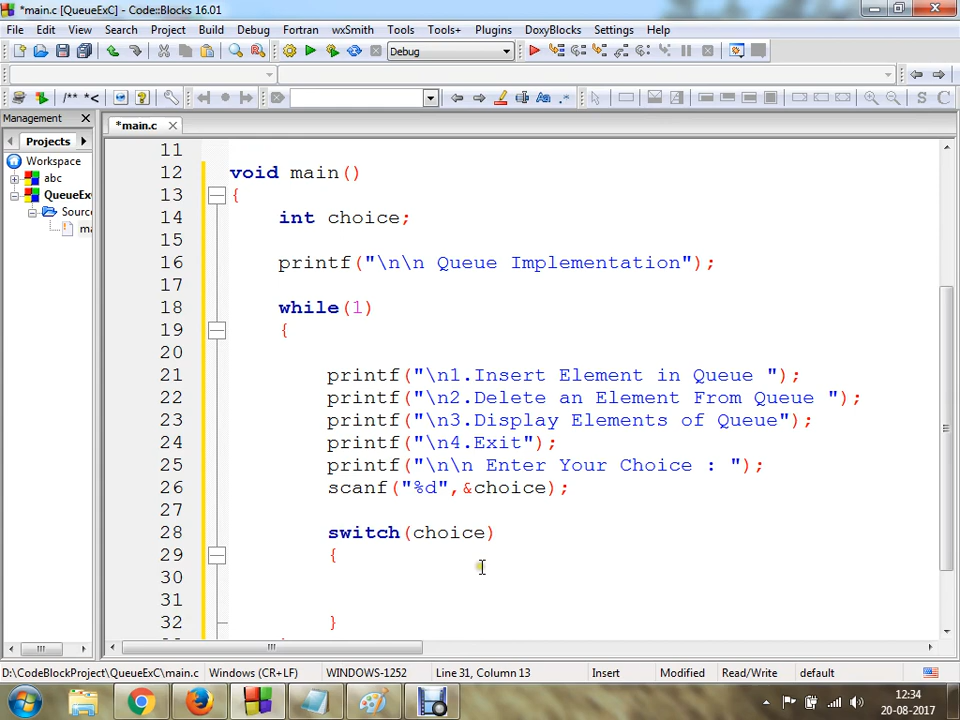 *main.c [QueueExC] - Code::Blocks 16.01
File Edit View Search Project Build Debug Fortran wxSmith Tools Tools+ Plugins DoxyBlocks Settings Help
Debug
/** *<
Aa .* S C
Management
*main.c
Projects
Workspace
abc
QueueEx
Sourc
ma
11
12 void main()
13 {
14 int choice;
15
16 printf("\n\n Queue Implementation");
17
18 while(1)
19 {
20
21 printf("\n1.Insert Element in Queue ");
22 printf("\n2.Delete an Element From Queue ");
23 printf("\n3.Display Elements of Queue");
24 printf("\n4.Exit");
25 printf("\n\n Enter Your Choice : ");
26 scanf("%d",&choice);
27
28 switch(choice)
29 {
30
31
32 }
D:\CodeBlockProject\QueueExC\main.c Windows (CR+LF) WINDOWS-1252 Line 31, Column 13 Insert Modified Read/Write default
12:34
20-08-2017